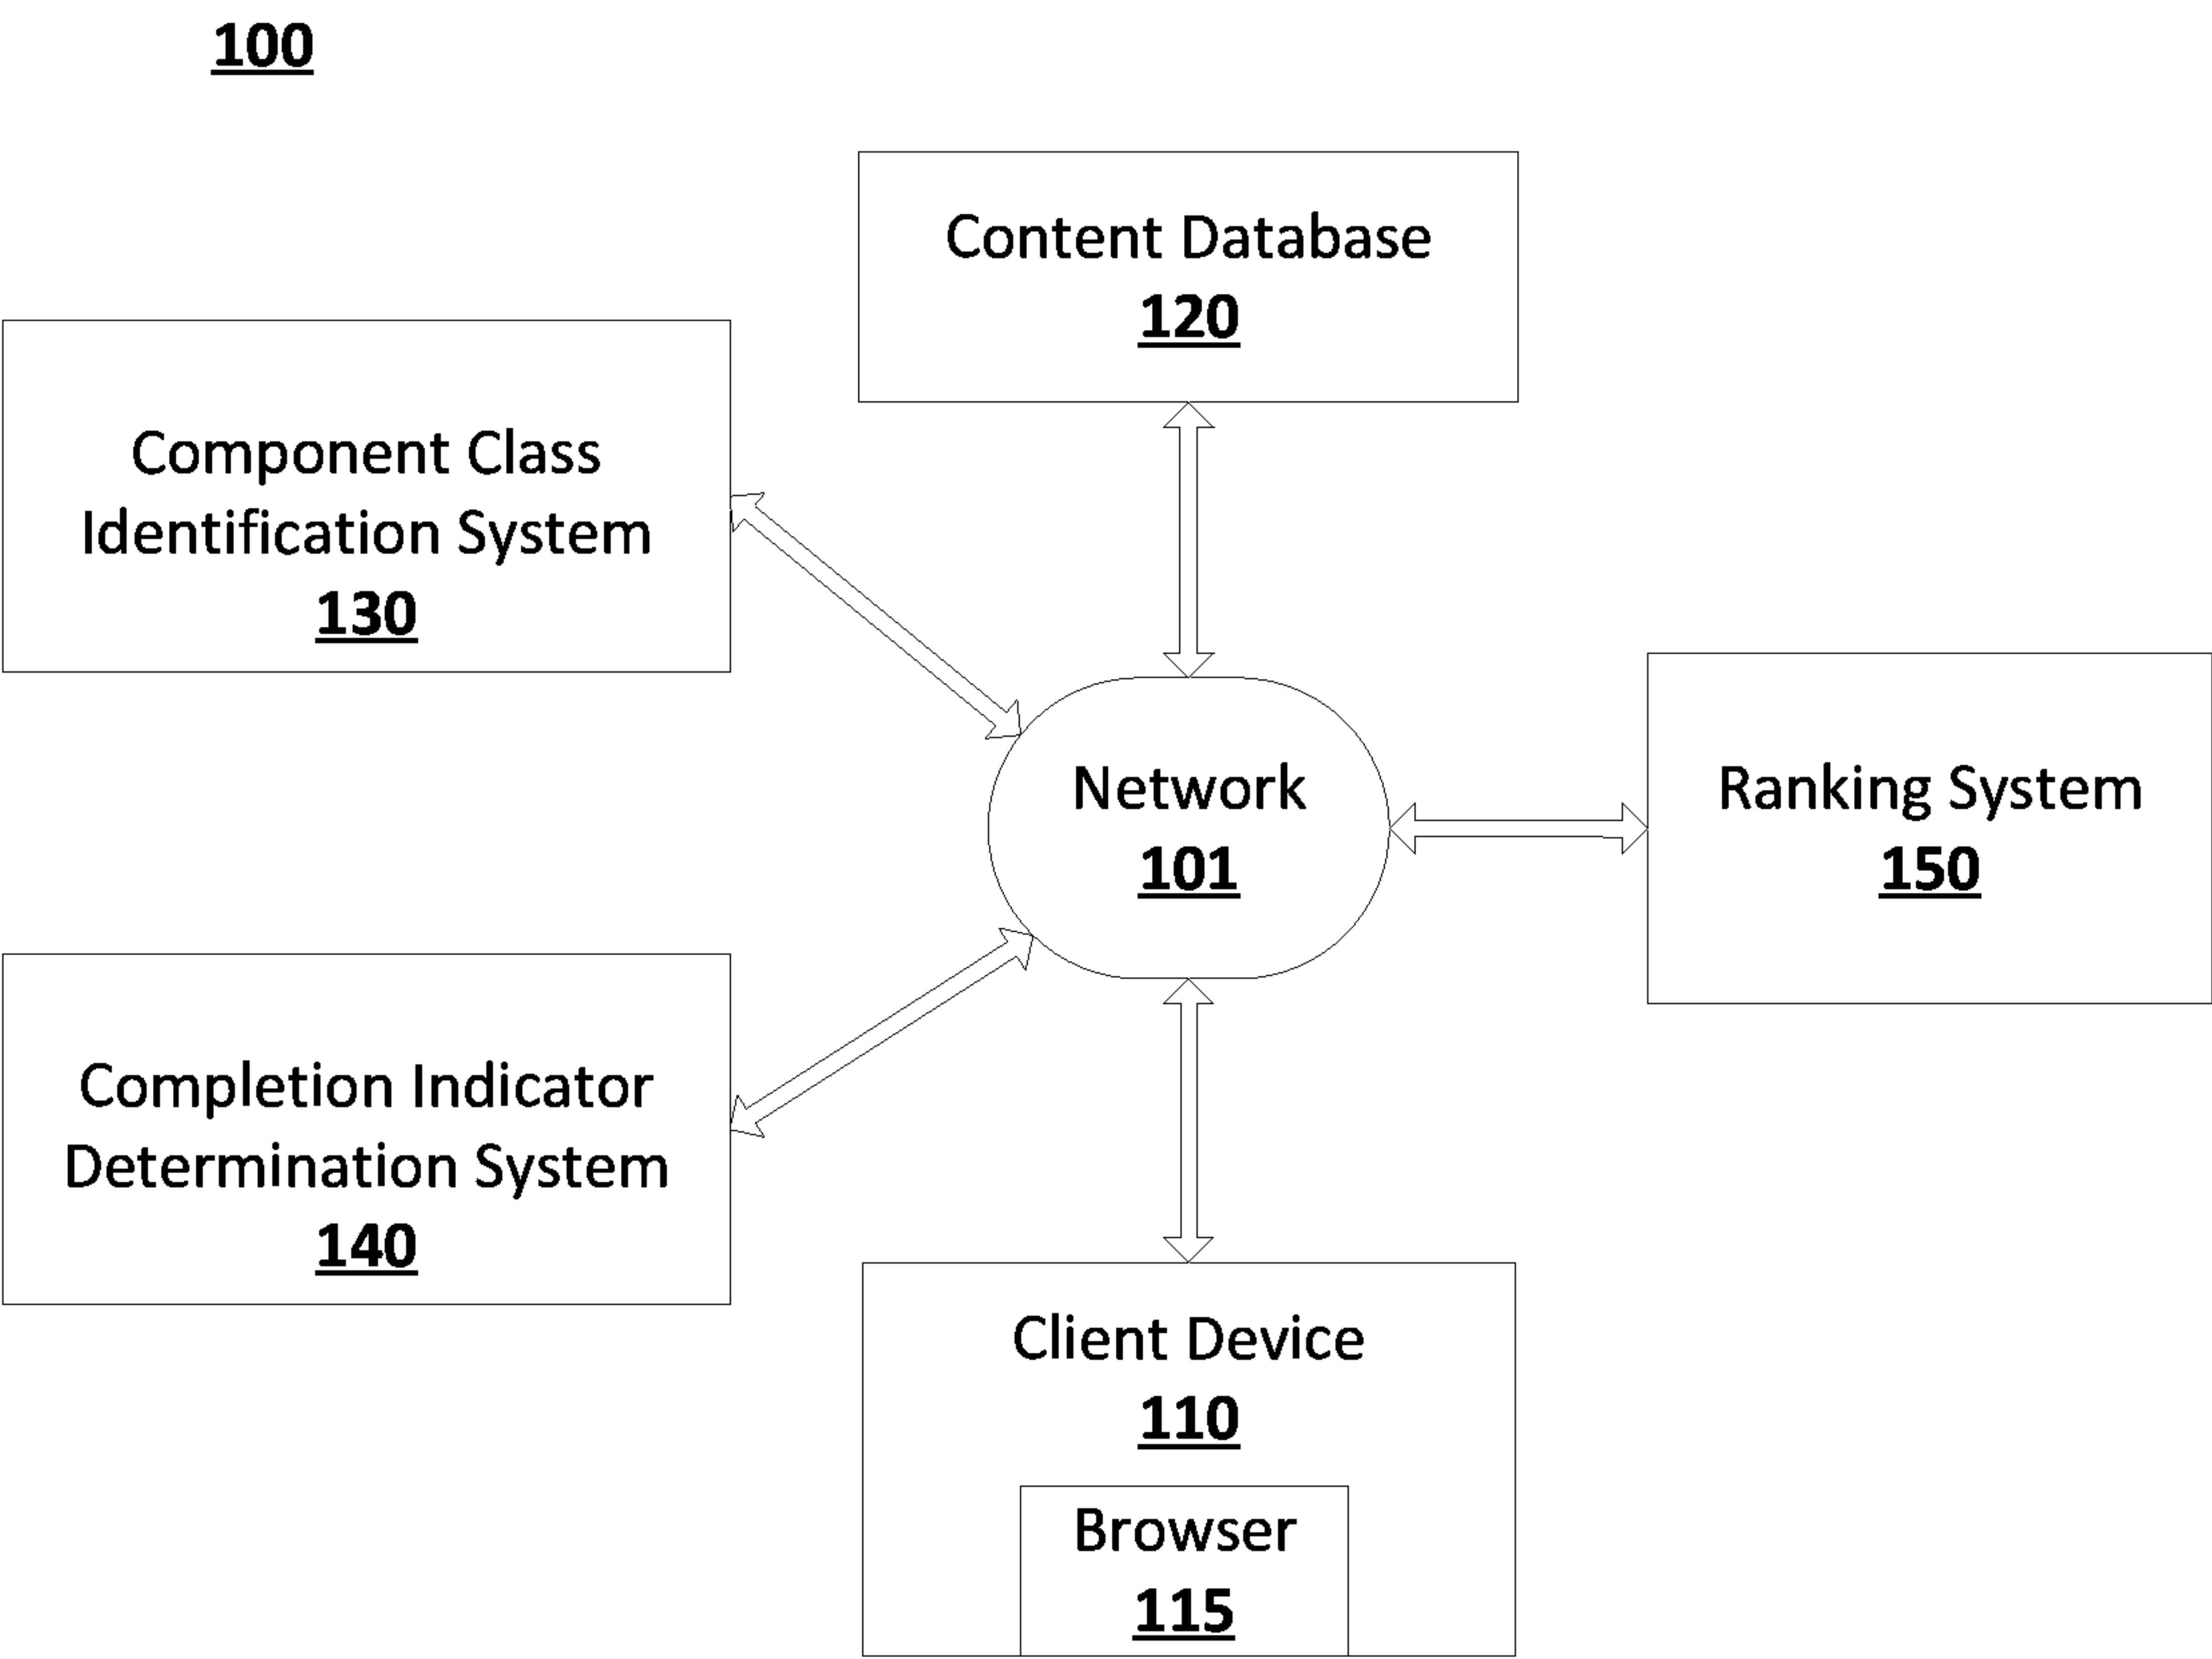 100
Content Database
120
Component Class
Identification System
130
Network
101
Ranking System
150
Completion Indicator
Determination System
140
Client Device
110
Browser
115